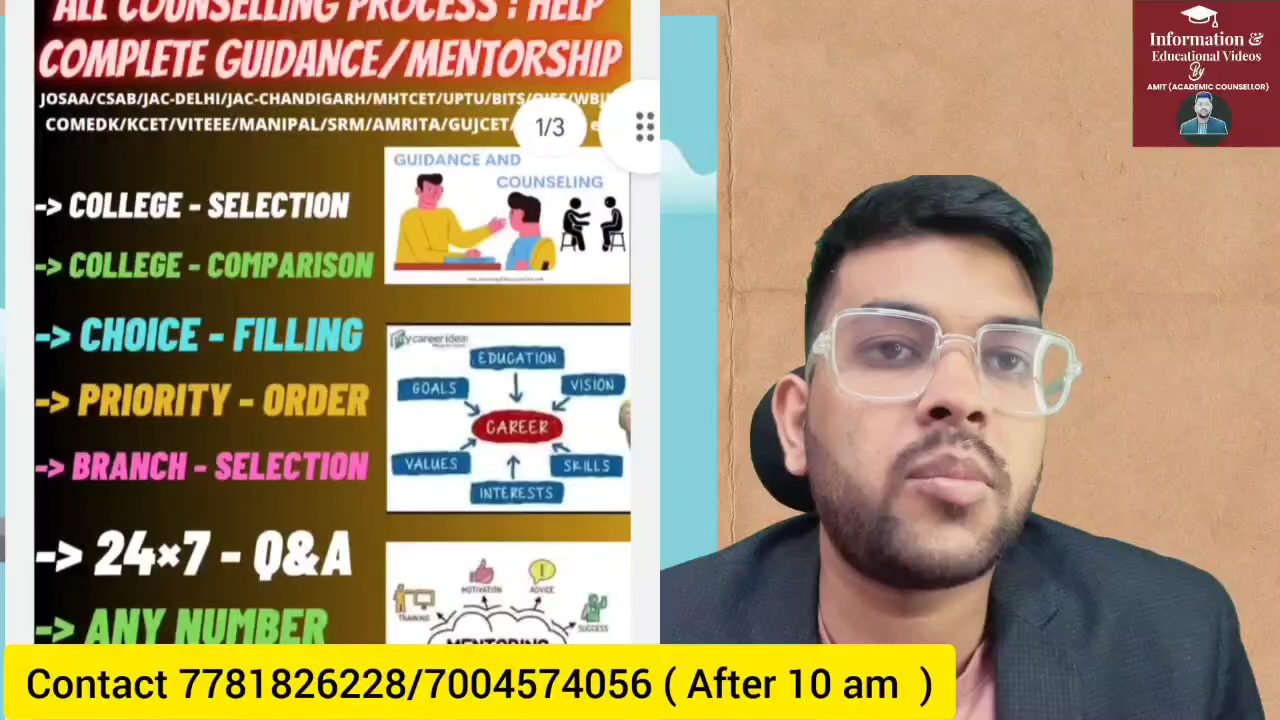 ALL COUNSELLING PROCESS : HELP
COMPLETE GUIDANCE/MENTORSHIP
JOSAA/CSAB/JAC-DELHI/JAC-CHANDIGARH/MHTCET/UPTU/BITS/
COMEDK/KCET/VITEEE/MANIPAL/SRM/AMRITA/GUJCET/
1/3
-> COLLEGE - SELECTION
-> COLLEGE - COMPARISON
-> CHOICE - FILLING
-> PRIORITY - ORDER
-> BRANCH - SELECTION
-> 24×7 - Q&A
-> ANY NUMBER
GUIDANCE AND
COUNSELING
EDUCATION
GOALS
VISION
CAREER
VALUES
SKILLS
INTERESTS
MOTIVATION
ADVICE
TRAINING
SUCCESS
MENTORING
Information &
Educational Videos
By
AMIT (ACADEMIC COUNSELLOR)
Contact 7781826228/7004574056 ( After 10 am )